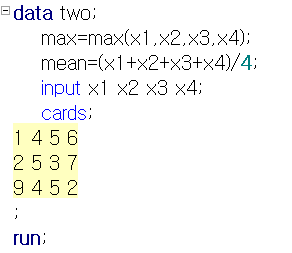 data two;
max=max(x1,x2,x3,x4);
mean=(x1+x2+x3+x4)/4;
input x1 x2 x3 x4;
cards;
1 4 5 6
2 5 3 7
9 4 5 2
;
run;